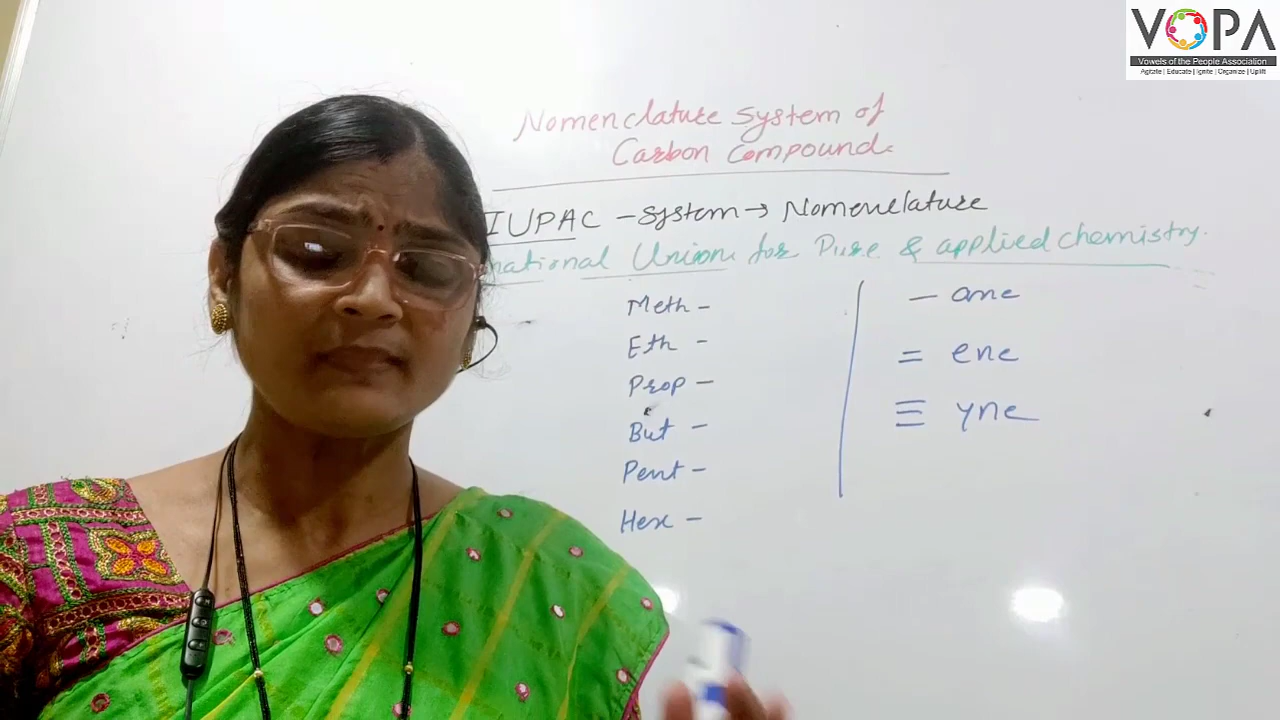 VOPA
Vowels of the People Association
Agitate | Educate | Ignite | Organize | Uplift
Nomenclature System of
Carbon Compound.
IUPAC - System → Nomenclature
national Union for Pure & applied chemistry.
Meth -
Eth -
Prop -
But -
Pent -
Hex -
- ane
= ene
≡ yne